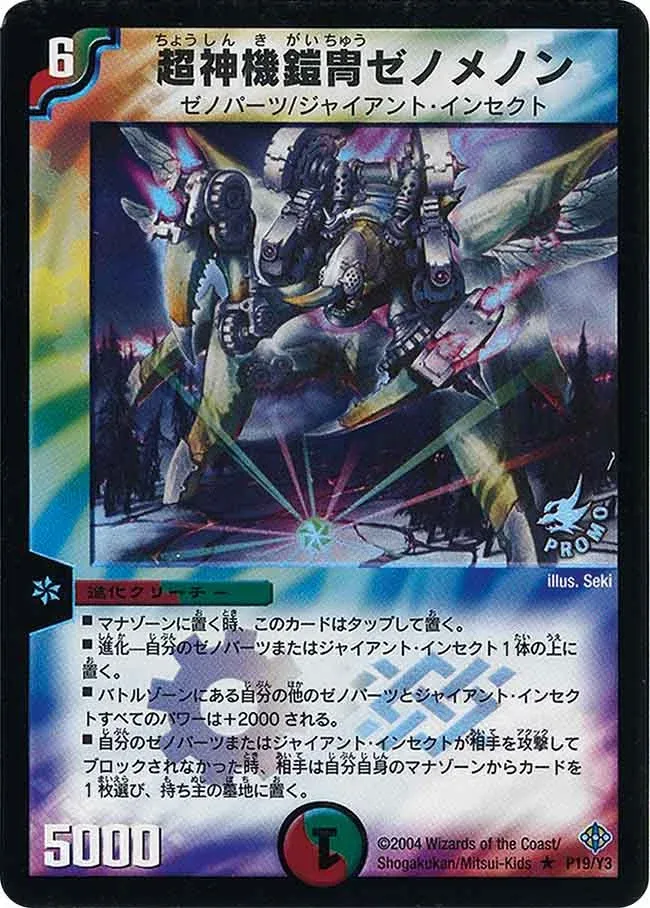 6
ちょうしん き がいちゅう
超神機鎧冑ゼノメノン
ゼノパーツ/ジャイアント・インセクト
PROMO
illus. Seki
進化クリーチャー
■ マナゾーンに置く時、このカードはタップして置く。
■ 進化—自分のゼノパーツまたはジャイアント・インセクト1体の上に
置く。
■ バトルゾーンにある自分の他のゼノパーツとジャイアント・インセク
トすべてのパワーは+2000される。
■ 自分のゼノパーツまたはジャイアント・インセクトが相手を攻撃して
ブロックされなかった時、相手は自分自身のマナゾーンからカードを
1枚選び、持ち主の墓地に置く。
5000
1
©2004 Wizards of the Coast/
Shogakukan/Mitsui-Kids ★ P19/Y3